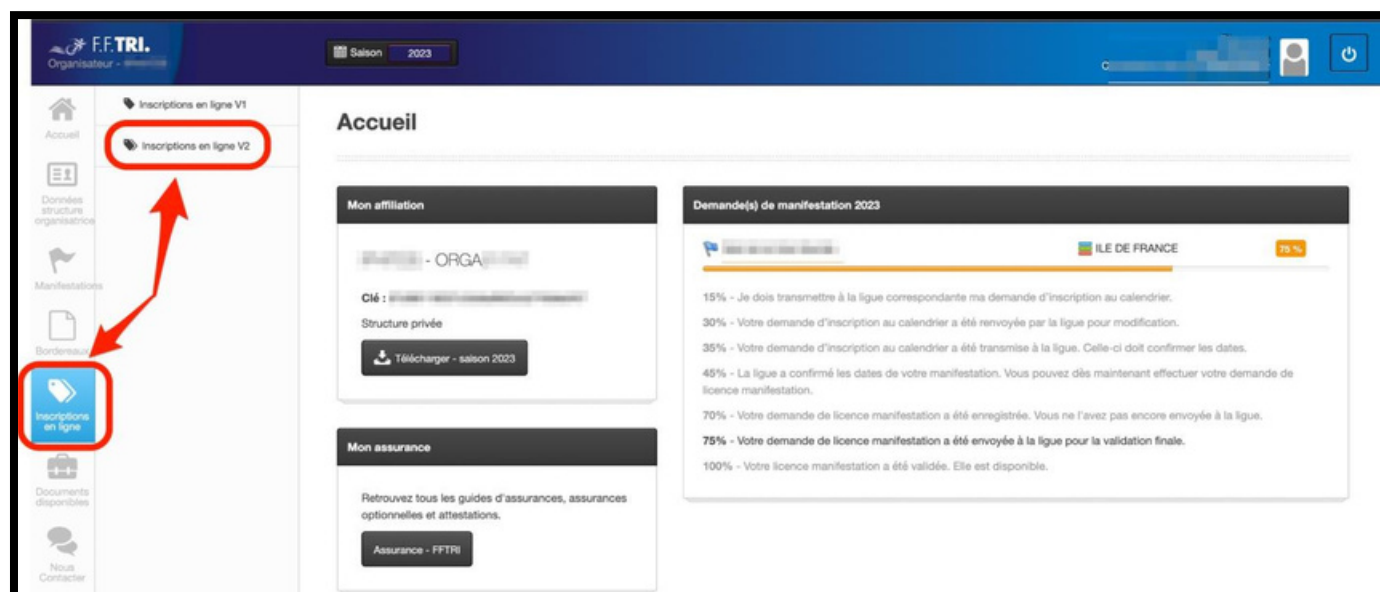 F.F.TRI.
Organisateur -
Saison 2023
Accueil
Données
structure
organisatrice
Manifestations
Bordereaux
Inscriptions
en ligne
Documents
disponibles
Nous
Contacter
Inscriptions en ligne V1
Inscriptions en ligne V2
Accueil
Mon affiliation
- ORGA
Clé :
Structure privée
Télécharger - saison 2023
Mon assurance
Retrouvez tous les guides d'assurances, assurances
optionnelles et attestations.
Assurance - FFTRI
Demande(s) de manifestation 2023
ILE DE FRANCE
75 %
15% - Je dois transmettre à la ligue correspondante ma demande d'inscription au calendrier.
30% - Votre demande d'inscription au calendrier a été renvoyée par la ligue pour modification.
35% - Votre demande d'inscription au calendrier a été transmise à la ligue. Celle-ci doit confirmer les dates.
45% - La ligue a confirmé les dates de votre manifestation. Vous pouvez dès maintenant effectuer votre demande de
licence manifestation.
70% - Votre demande de licence manifestation a été enregistrée. Vous ne l'avez pas encore envoyée à la ligue.
75% - Votre demande de licence manifestation a été envoyée à la ligue pour la validation finale.
100% - Votre licence manifestation a été validée. Elle est disponible.